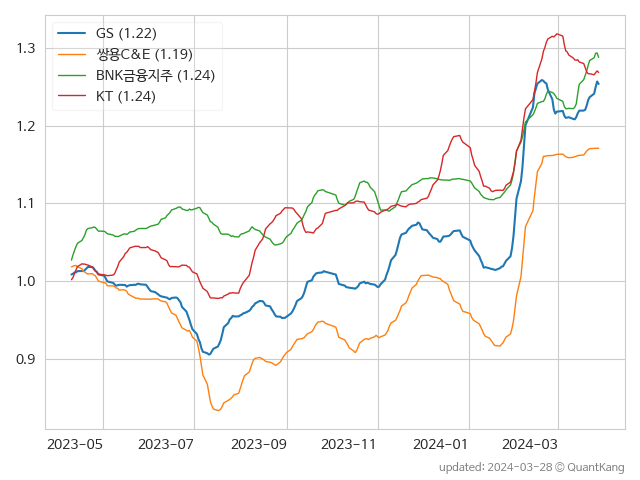 GS (1.22)
쌍용C&E (1.19)
BNK금융지주 (1.24)
KT (1.24)
1.3
1.2
1.1
1.0
0.9
2023-05 2023-07 2023-09 2023-11 2024-01 2024-03
updated: 2024-03-28 © QuantKang